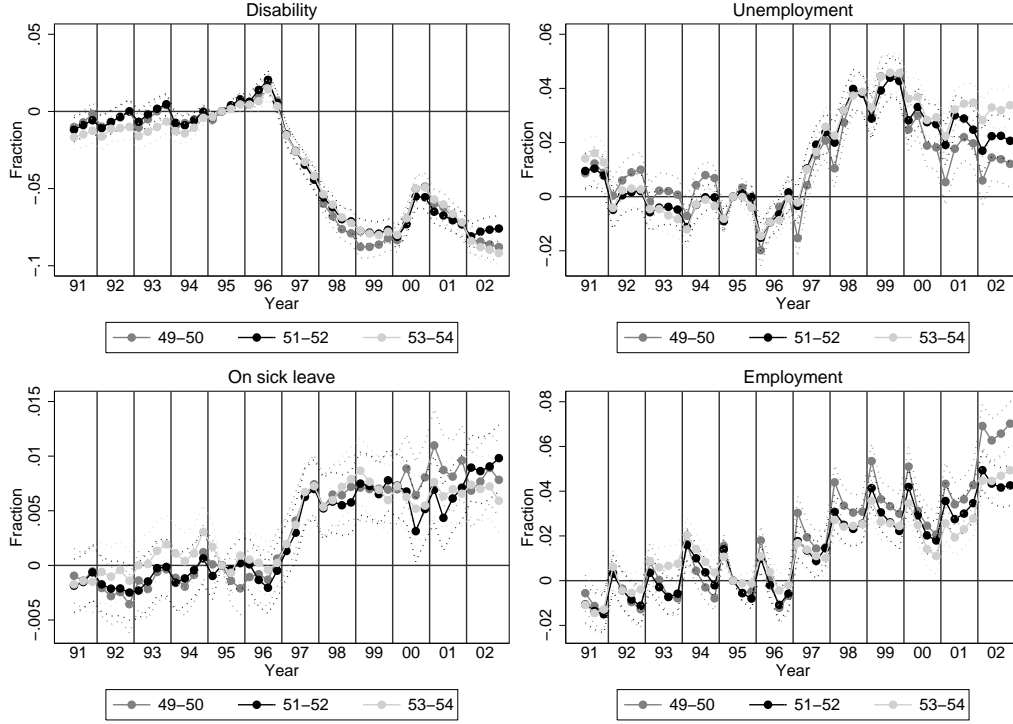 Disability
Fraction
.05
0
-.05
-.1
91 92 93 94 95 96 97 98 99 00 01 02
Year
49-50 51-52 53-54
Unemployment
Fraction
.06
.04
.02
0
-.02
91 92 93 94 95 96 97 98 99 00 01 02
Year
49-50 51-52 53-54
On sick leave
Fraction
.015
.01
.005
0
-.005
91 92 93 94 95 96 97 98 99 00 01 02
Year
49-50 51-52 53-54
Employment
Fraction
.08
.06
.04
.02
0
-.02
91 92 93 94 95 96 97 98 99 00 01 02
Year
49-50 51-52 53-54